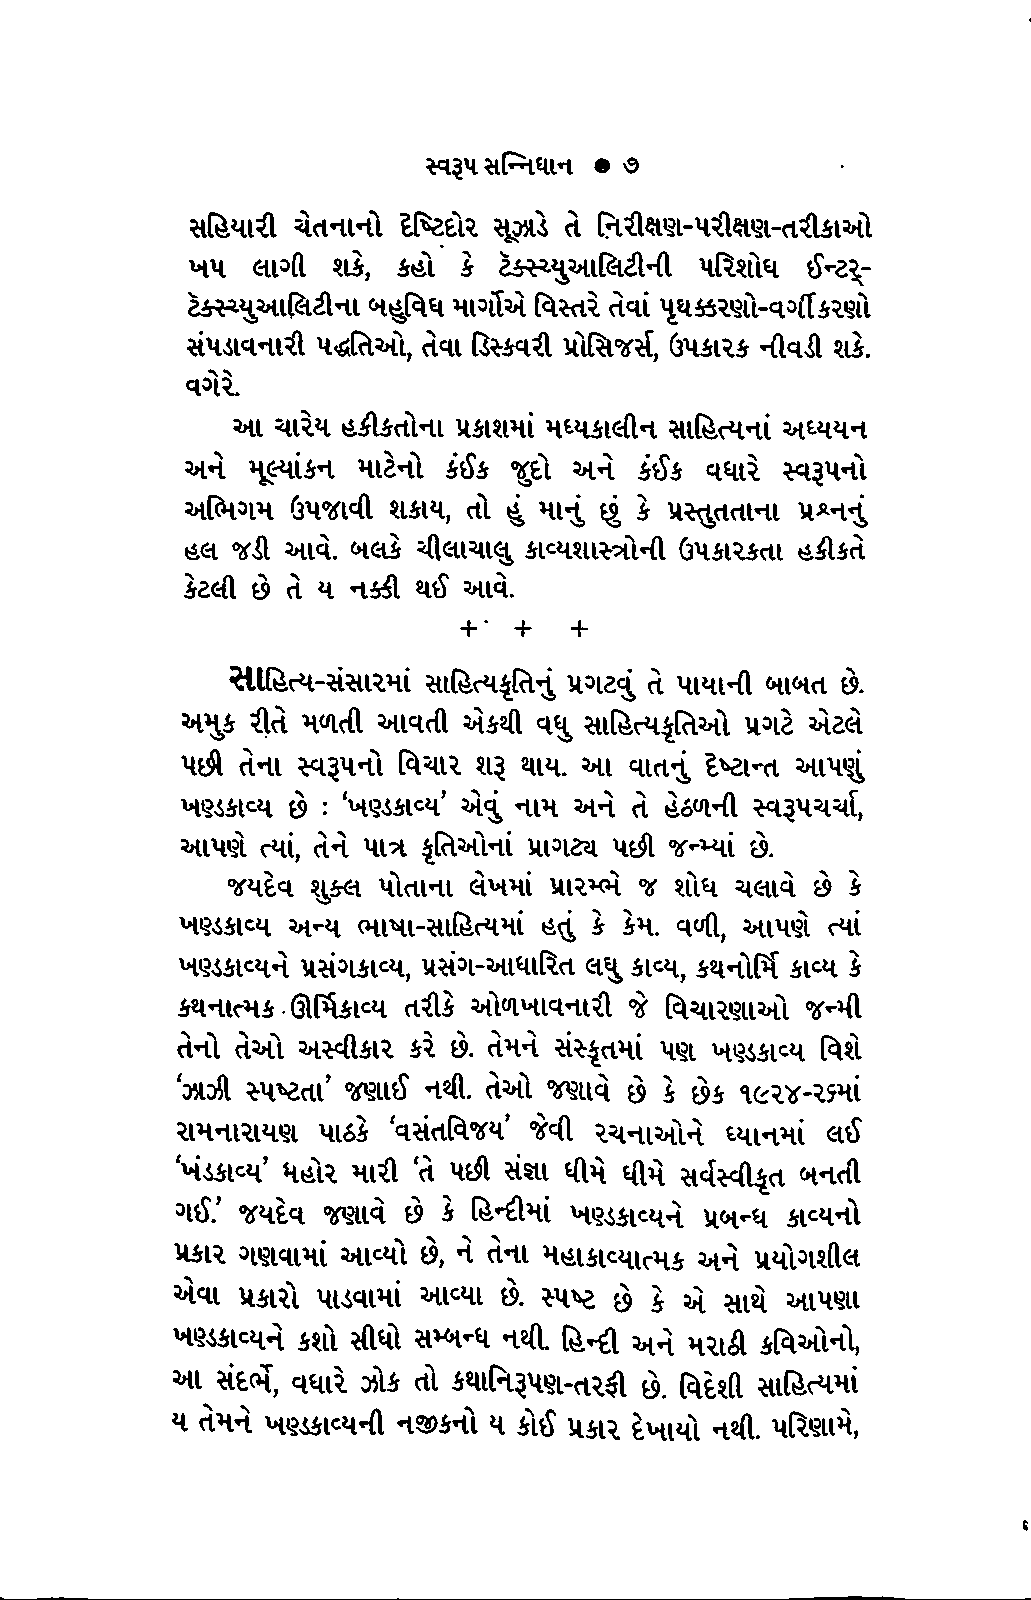 સ્વરૂપ સન્નિધાન ● ૭
સહિયારી ચેતનાનો દૃષ્ટિદોર સૂઝાડે તે નિરીક્ષણ-પરીક્ષણ-તરીકાઓ
ખપ લાગી શકે, કહો કે ટૅક્સ્ચ્યુઆલિટીની પરિશોધ ઈન્ટર્-
ટૅક્સ્ચ્યુઆલિટીના બહુવિધ માર્ગોએ વિસ્તરે તેવાં પૃથક્કરણો-વર્ગીકરણો
સંપડાવનારી પદ્ધતિઓ, તેવા ડિસ્કવરી પ્રોસિજર્સ, ઉપકારક નીવડી શકે.
વગેરે.
આ ચારેય હકીકતોના પ્રકાશમાં મધ્યકાલીન સાહિત્યનાં અધ્યયન
અને મૂલ્યાંકન માટેનો કંઈક જુદો અને કંઈક વધારે સ્વરૂપનો
અભિગમ ઉપજાવી શકાય, તો હું માનું છું કે પ્રસ્તુતતાના પ્રશ્નનું
હલ જડી આવે. બલકે ચીલાચાલુ કાવ્યશાસ્ત્રોની ઉપકારકતા હકીકતે
કેટલી છે તે ય નક્કી થઈ આવે.
+ + +
સાહિત્ય-સંસારમાં સાહિત્યકૃતિનું પ્રગટવું તે પાયાની બાબત છે.
અમુક રીતે મળતી આવતી એકથી વધુ સાહિત્યકૃતિઓ પ્રગટે એટલે
પછી તેના સ્વરૂપનો વિચાર શરૂ થાય. આ વાતનું દૃષ્ટાન્ત આપણું
ખણ્ડકાવ્ય છે : ‘ખણ્ડકાવ્ય’ એવું નામ અને તે હેઠળની સ્વરૂપચર્ચા,
આપણે ત્યાં, તેને પાત્ર કૃતિઓનાં પ્રાગટ્ય પછી જન્મ્યાં છે.
જયદેવ શુક્લ પોતાના લેખમાં પ્રારમ્ભે જ શોધ ચલાવે છે કે
ખણ્ડકાવ્ય અન્ય ભાષા-સાહિત્યમાં હતું કે કેમ. વળી, આપણે ત્યાં
ખણ્ડકાવ્યને પ્રસંગકાવ્ય, પ્રસંગ-આધારિત લઘુ કાવ્ય, કથનોર્મિ કાવ્ય કે
કથનાત્મક ઊર્મિકાવ્ય તરીકે ઓળખાવનારી જે વિચારણાઓ જન્મી
તેનો તેઓ અસ્વીકાર કરે છે. તેમને સંસ્કૃતમાં પણ ખણ્ડકાવ્ય વિશે
‘ઝાઝી સ્પષ્ટતા’ જણાઈ નથી. તેઓ જણાવે છે કે છેક ૧૯૨૪-૨૬માં
રામનારાયણ પાઠકે ‘વસંતવિજય’ જેવી રચનાઓને ધ્યાનમાં લઈ
‘ખંડકાવ્ય’ મહોર મારી ‘તે પછી સંજ્ઞા ધીમે ધીમે સર્વસ્વીકૃત બનતી
ગઈ.’ જયદેવ જણાવે છે કે હિન્દીમાં ખણ્ડકાવ્યને પ્રબન્ધ કાવ્યનો
પ્રકાર ગણવામાં આવ્યો છે, ને તેના મહાકાવ્યાત્મક અને પ્રયોગશીલ
એવા પ્રકારો પાડવામાં આવ્યા છે. સ્પષ્ટ છે કે એ સાથે આપણા
ખણ્ડકાવ્યને કશો સીધો સમ્બન્ધ નથી. હિન્દી અને મરાઠી કવિઓનો,
આ સંદર્ભે, વધારે ઝોક તો કથાનિરૂપણ-તરફી છે. વિદેશી સાહિત્યમાં
ય તેમને ખણ્ડકાવ્યની નજીકનો ય કોઈ પ્રકાર દેખાયો નથી. પરિણામે,